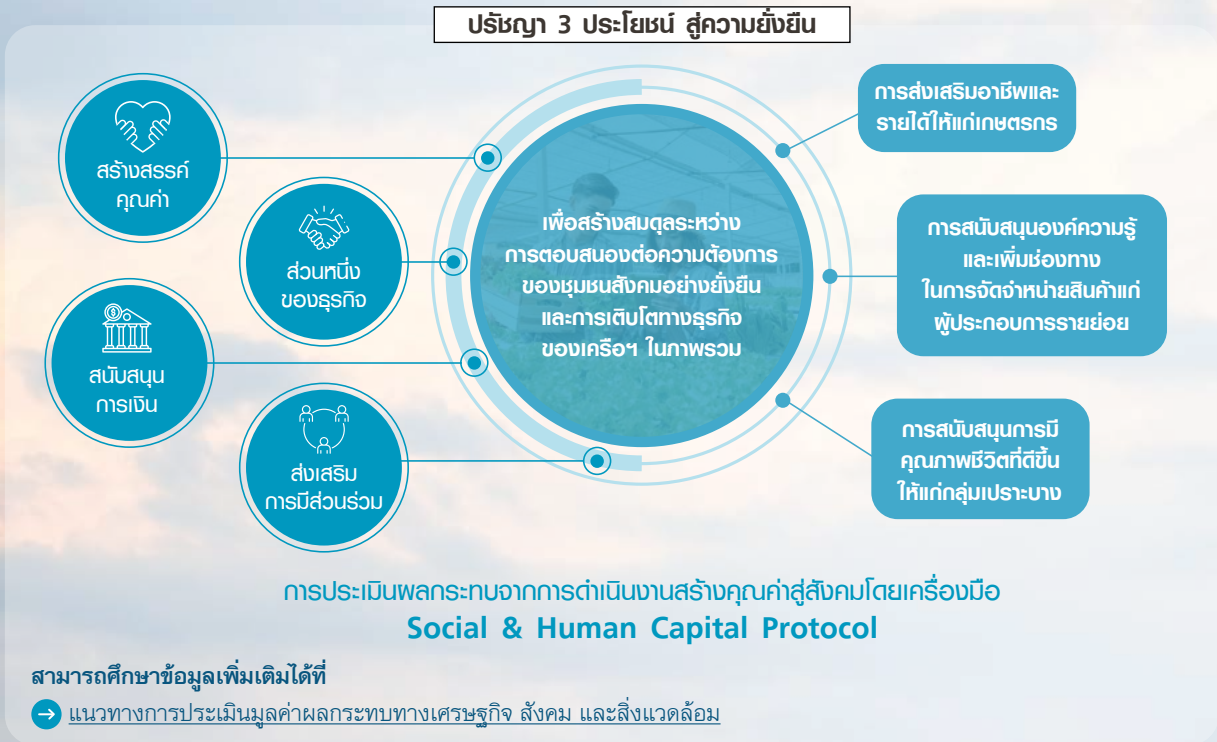 ปรัชญา 3 ประโยชน์ สู่ความยั่งยืน
สร้างสรรค์
คุณค่า
ส่วนหนึ่ง
ของธุรกิจ
สนับสนุน
การเงิน
ส่งเสริม
การมีส่วนร่วม
เพื่อสร้างสมดุลระหว่าง
การตอบสนองต่อความต้องการ
ของชุมชนสังคมอย่างยั่งยืน
และการเติบโตทางธุรกิจ
ของเครือฯ ในภาพรวม
การส่งเสริมอาชีพและ
รายได้ให้แก่เกษตรกร
การสนับสนุนองค์ความรู้
และเพิ่มช่องทาง
ในการจัดจำหน่ายสินค้าแก่
ผู้ประกอบการรายย่อย
การสนับสนุนการมี
คุณภาพชีวิตที่ดีขึ้น
ให้แก่กลุ่มเปราะบาง
การประเมินผลกระทบจากการดำเนินงานสร้างคุณค่าสู่สังคมโดยเครื่องมือ
Social & Human Capital Protocol
สามารถศึกษาข้อมูลเพิ่มเติมได้ที่
แนวทางการประเมินมูลค่าผลกระทบทางเศรษฐกิจ สังคม และสิ่งแวดล้อม